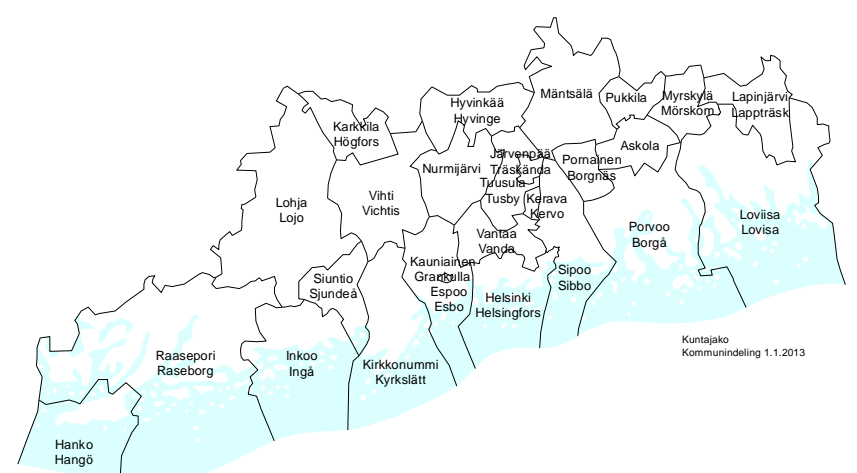 Mäntsälä
Hyvinkää
Hyvinge
Pukkila
Myrskylä
Mörskom
Lapinjärvi
Lappträsk
Karkkila
Högfors
Askola
Järvenpää
Träskända
Pornainen
Borgnäs
Nurmijärvi
Tuusula
Tusby
Kerava
Kervo
Lohja
Lojo
Vihti
Vichtis
Porvoo
Borgå
Loviisa
Lovisa
Vantaa
Vanda
Kauniainen
Grankulla
Espoo
Esbo
Sipoo
Sibbo
Siuntio
Sjundeå
Helsinki
Helsingfors
Kuntajako
Kommunindeling 1.1.2013
Raasepori
Raseborg
Inkoo
Ingå
Kirkkonummi
Kyrkslätt
Hanko
Hangö